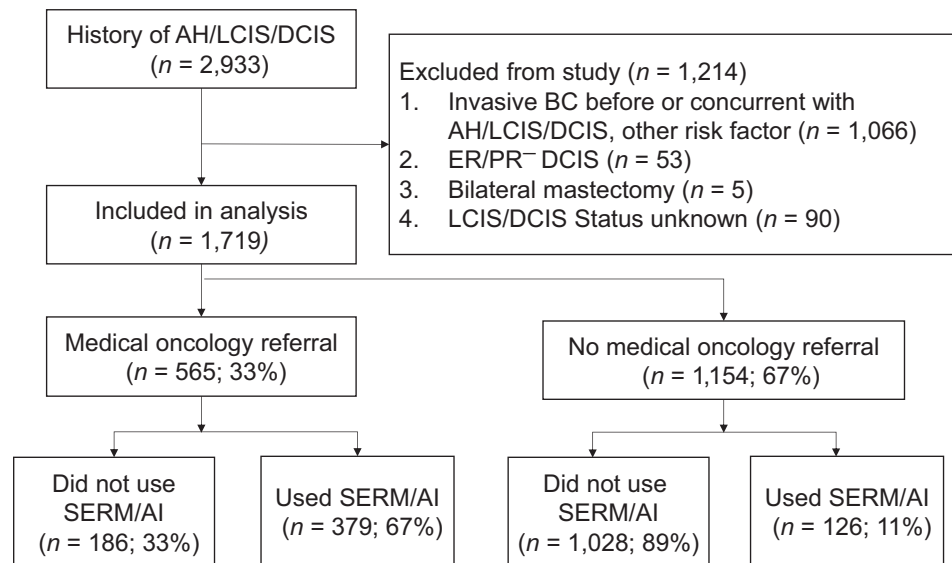 History of AH/LCIS/DCIS
(n = 2,933)
Excluded from study (n = 1,214)
1. Invasive BC before or concurrent with
AH/LCIS/DCIS, other risk factor (n = 1,066)
2. ER/PR⁻ DCIS (n = 53)
3. Bilateral mastectomy (n = 5)
4. LCIS/DCIS Status unknown (n = 90)
Included in analysis
(n = 1,719)
Medical oncology referral
(n = 565; 33%)
No medical oncology referral
(n = 1,154; 67%)
Did not use
SERM/AI
(n = 186; 33%)
Used SERM/AI
(n = 379; 67%)
Did not use
SERM/AI
(n = 1,028; 89%)
Used SERM/AI
(n = 126; 11%)